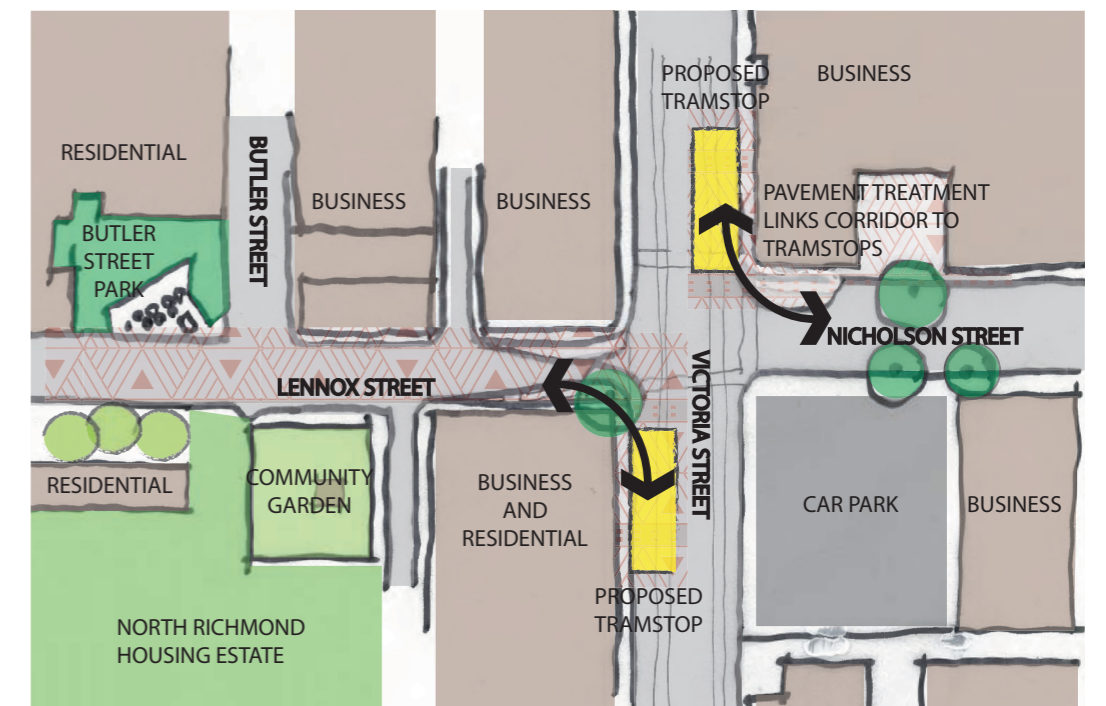 PROPOSED
TRAMSTOP
BUSINESS
RESIDENTIAL
BUTLER STREET
BUSINESS
BUSINESS
PAVEMENT TREATMENT
LINKS CORRIDOR TO
TRAMSTOPS
BUTLER
STREET
PARK
NICHOLSON STREET
LENNOX STREET
VICTORIA STREET
RESIDENTIAL
COMMUNITY
GARDEN
BUSINESS
AND
RESIDENTIAL
CAR PARK
BUSINESS
PROPOSED
TRAMSTOP
NORTH RICHMOND
HOUSING ESTATE